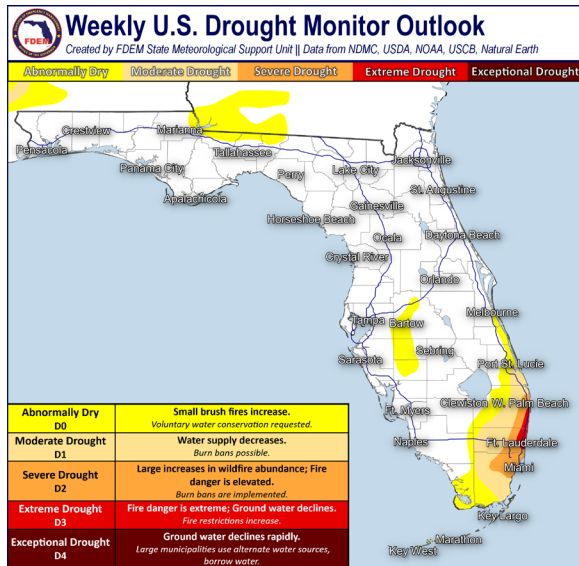 FDEM
Weekly U.S. Drought Monitor Outlook
Created by FDEM State Meteorological Support Unit || Data from NDMC, USDA, NOAA, USCB, Natural Earth
Abnormally Dry Moderate Drought Severe Drought Extreme Drought Exceptional Drought
Crestview
Marianna
Pensacola
Tallahassee
Jacksonville
Panama City
Perry
Lake City
Apalachicola
St. Augustine
Gainesville
Horseshoe Beach
Ocala
Daytona Beach
Crystal River
Orlando
Melbourne
Tampa
Bartow
Sarasota
Sebring
Port St. Lucie
Clewiston
W. Palm Beach
Ft. Myers
Naples
Ft. Lauderdale
Miami
Key Largo
Marathon
Key West
Abnormally Dry
D0
Small brush fires increase.
Voluntary water conservation requested.
Moderate Drought
D1
Water supply decreases.
Burn bans possible.
Severe Drought
D2
Large increases in wildfire abundance; Fire
danger is elevated.
Burn bans are implemented.
Extreme Drought
D3
Fire danger is extreme; Ground water declines.
Fire restrictions increase.
Exceptional Drought
D4
Ground water declines rapidly.
Large municipalities use alternate water sources,
borrow water.